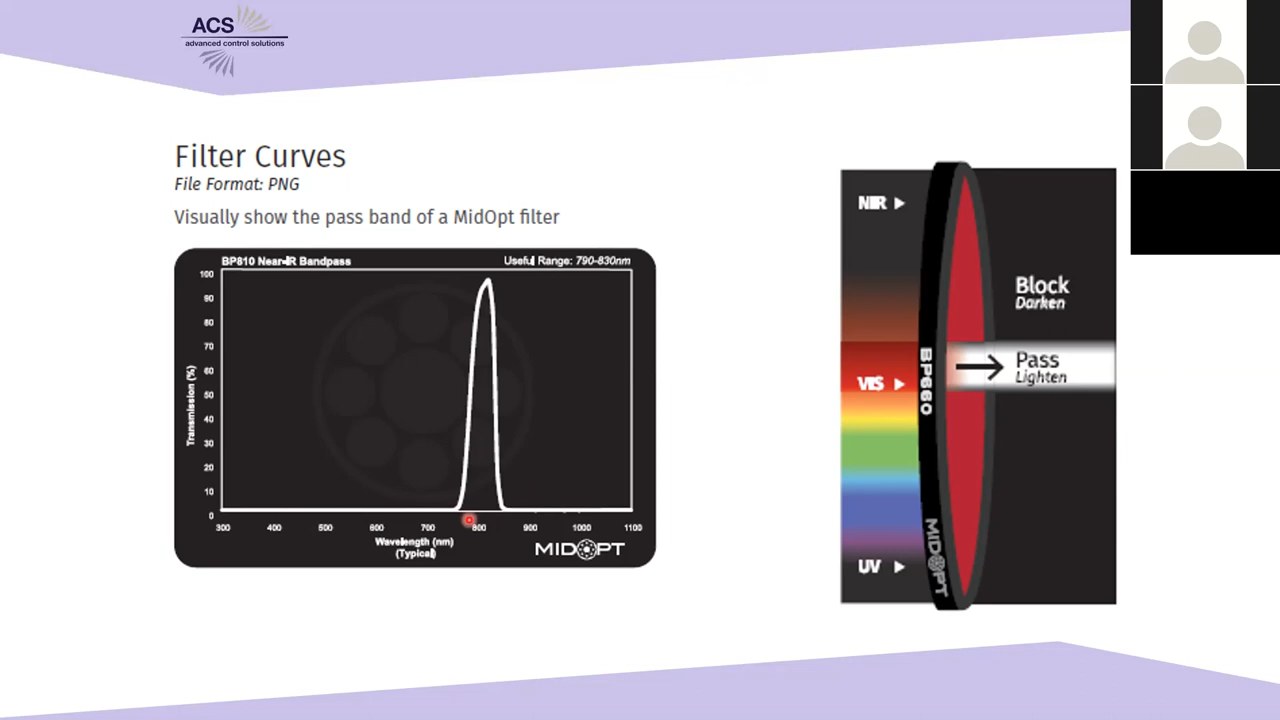 ACS
advanced control solutions
Filter Curves
File Format: PNG
Visually show the pass band of a MidOpt filter
BP810 Near-IR Bandpass
Useful Range: 790-830nm
100
90
80
70
60
50
40
30
20
10
0
Transmission (%)
300 400 500 600 700 800 900 1000 1100
Wavelength (nm)
(Typical)
MIDOPT
NIR
VIS
UV
BP660
MIDOPT
Block
Darken
Pass
Lighten